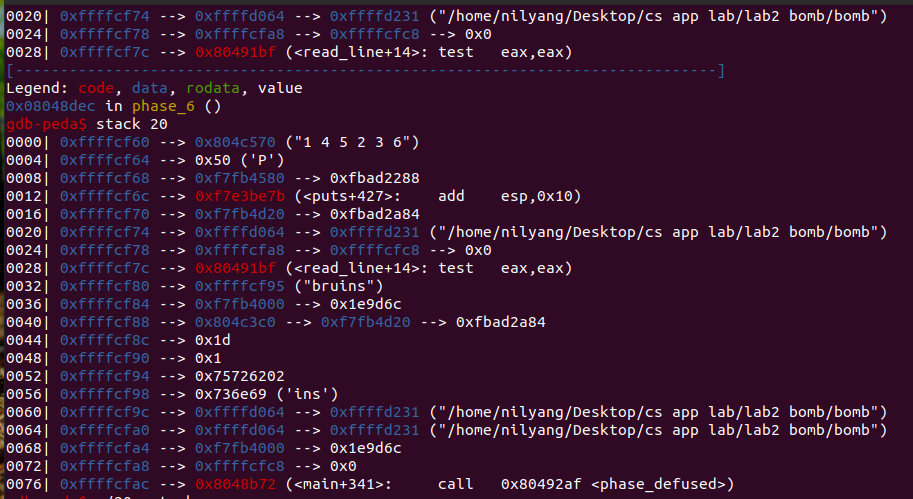 0020| 0xffffcf74 --> 0xffffd064 --> 0xffffd231 ("/home/nilyang/Desktop/cs app lab/lab2 bomb/bomb")
0024| 0xffffcf78 --> 0xffffcfa8 --> 0xffffcfc8 --> 0x0
0028| 0xffffcf7c --> 0x80491bf (<read_line+14>: test   eax,eax)
[------------------------------------------------------------------------------]
Legend: code, data, rodata, value
0x08048dec in phase_6 ()
gdb-peda$ stack 20
0000| 0xffffcf60 --> 0x804c570 ("1 4 5 2 3 6")
0004| 0xffffcf64 --> 0x50 ('P')
0008| 0xffffcf68 --> 0xf7fb4580 --> 0xfbad2288
0012| 0xffffcf6c --> 0xf7e3be7b (<puts+427>:    add    esp,0x10)
0016| 0xffffcf70 --> 0xf7fb4d20 --> 0xfbad2a84
0020| 0xffffcf74 --> 0xffffd064 --> 0xffffd231 ("/home/nilyang/Desktop/cs app lab/lab2 bomb/bomb")
0024| 0xffffcf78 --> 0xffffcfa8 --> 0xffffcfc8 --> 0x0
0028| 0xffffcf7c --> 0x80491bf (<read_line+14>: test   eax,eax)
0032| 0xffffcf80 --> 0xffffcf95 ("bruins")
0036| 0xffffcf84 --> 0xf7fb4000 --> 0x1e9d6c
0040| 0xffffcf88 --> 0x804c3c0 --> 0xf7fb4d20 --> 0xfbad2a84
0044| 0xffffcf8c --> 0x1d
0048| 0xffffcf90 --> 0x1
0052| 0xffffcf94 --> 0x75726202
0056| 0xffffcf98 --> 0x736e69 ('ins')
0060| 0xffffcf9c --> 0xffffd064 --> 0xffffd231 ("/home/nilyang/Desktop/cs app lab/lab2 bomb/bomb")
0064| 0xffffcfa0 --> 0xffffd064 --> 0xffffd231 ("/home/nilyang/Desktop/cs app lab/lab2 bomb/bomb")
0068| 0xffffcfa4 --> 0xf7fb4000 --> 0x1e9d6c
0072| 0xffffcfa8 --> 0xffffcfc8 --> 0x0
0076| 0xffffcfac --> 0x8048b72 (<main+341>:     call   0x80492af <phase_defused>)